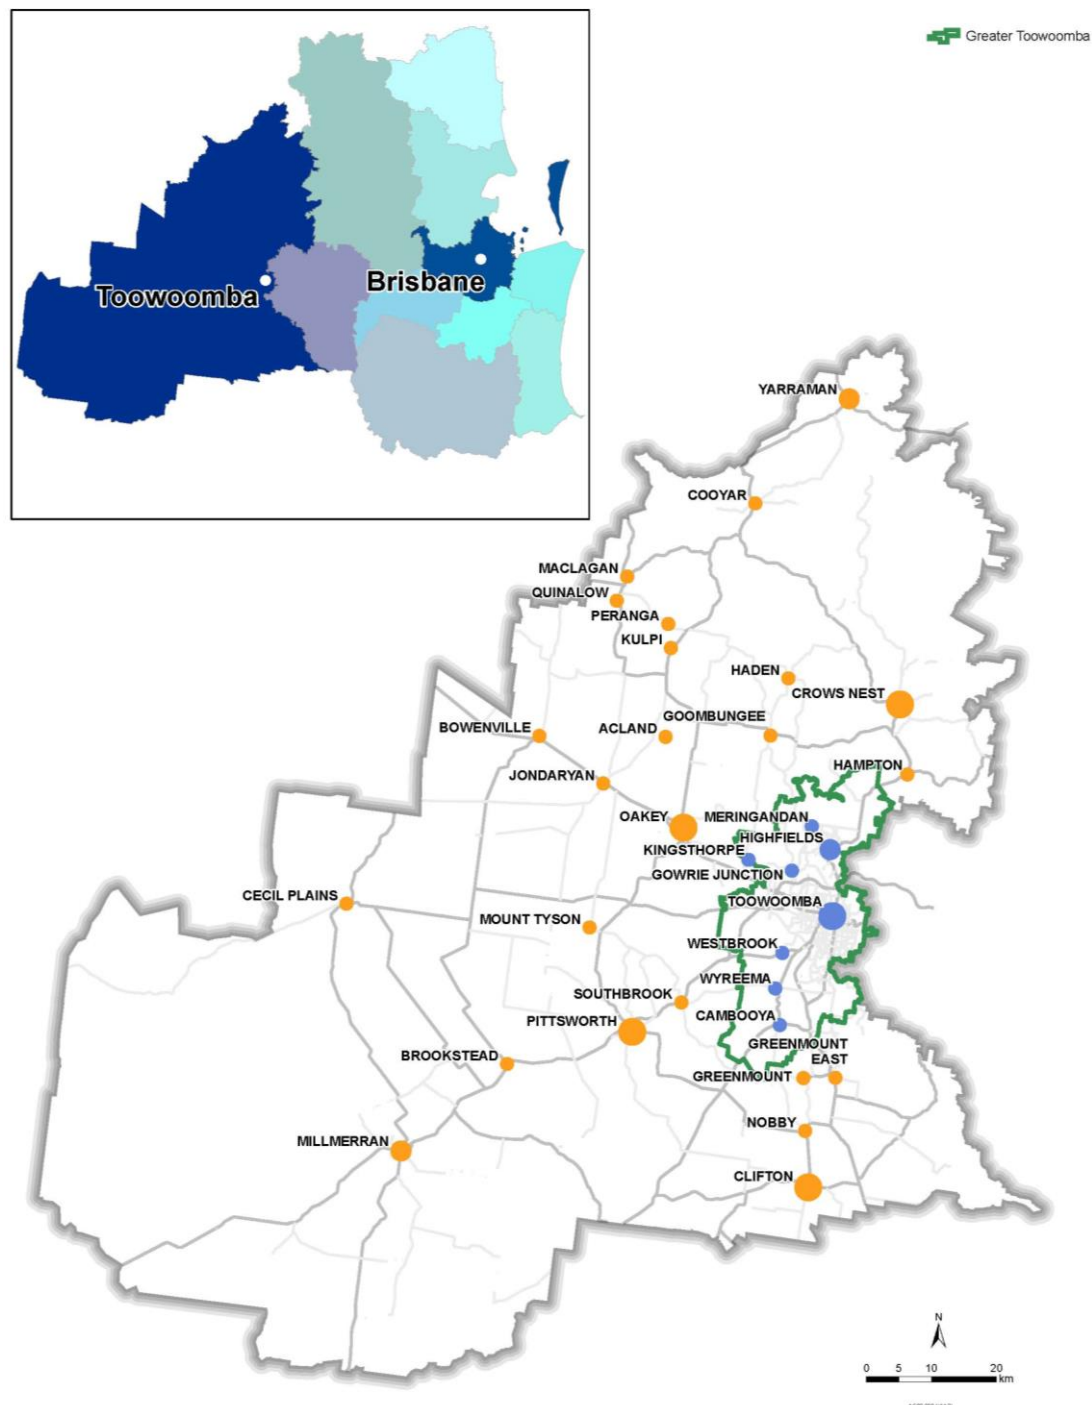 Greater Toowoomba
Toowoomba
Brisbane
YARRAMAN
COOYAR
MACLAGAN
QUINALOW
PERANGA
KULPI
HADEN
CROWS NEST
GOOMBUNGEE
BOWENVILLE
ACLAND
JONDARYAN
HAMPTON
OAKEY
MERINGANDAN
HIGHFIELDS
KINGSTHORPE
GOWRIE JUNCTION
CECIL PLAINS
TOOWOOMBA
MOUNT TYSON
WESTBROOK
WYREEMA
SOUTHBROOK
CAMBOOYA
PITTSWORTH
GREENMOUNT
EAST
BROOKSTEAD
GREENMOUNT
NOBBY
MILLMERRAN
CLIFTON
N
0 5 10 20
km